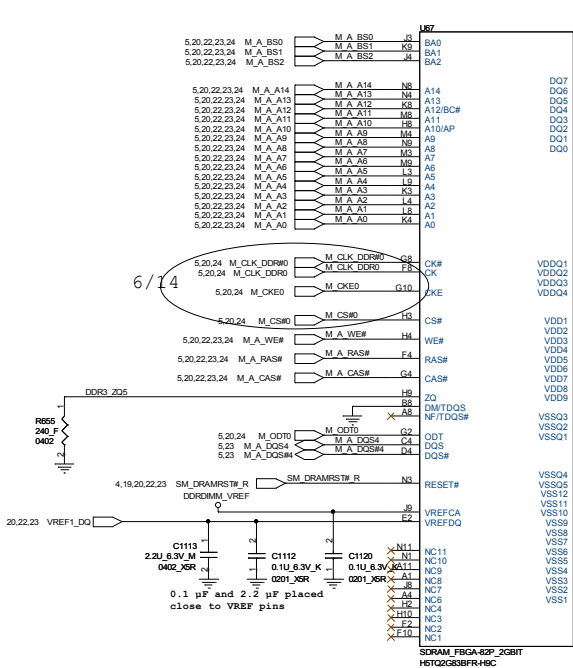 U67
5,20,22,23,24 M_A_BS0 M_A_BS0 J3 BA0
5,20,22,23,24 M_A_BS1 M_A_BS1 K9 BA1
5,20,22,23,24 M_A_BS2 M_A_BS2 J4 BA2
5,20,22,23,24 M_A_A14 M_A_A14 N8 A14 DQ7
5,20,22,23,24 M_A_A13 M_A_A13 N4 A13 DQ6
5,20,22,23,24 M_A_A12 M_A_A12 K8 A12/BC# DQ5
5,20,22,23,24 M_A_A11 M_A_A11 M8 A11 DQ4
5,20,22,23,24 M_A_A10 M_A_A10 H8 A10/AP DQ3
5,20,22,23,24 M_A_A9 M_A_A9 M4 A9 DQ2
5,20,22,23,24 M_A_A8 M_A_A8 N9 A8 DQ1
5,20,22,23,24 M_A_A7 M_A_A7 M3 A7 DQ0
5,20,22,23,24 M_A_A6 M_A_A6 M9 A6
5,20,22,23,24 M_A_A5 M_A_A5 L3 A5
5,20,22,23,24 M_A_A4 M_A_A4 L9 A4
5,20,22,23,24 M_A_A3 M_A_A3 K3 A3
5,20,22,23,24 M_A_A2 M_A_A2 L4 A2
5,20,22,23,24 M_A_A1 M_A_A1 L8 A1
5,20,22,23,24 M_A_A0 M_A_A0 K4 A0
5,20,24 M_CLK_DDR#0 M_CLK_DDR#0 G8 CK# VDDQ1
5,20,24 M_CLK_DDR0 M_CLK_DDR0 F8 CK VDDQ2
6/14
VDDQ3
5,20,24 M_CKE0 M_CKE0 G10 CKE VDDQ4
5,20,24 M_CS#0 M_CS#0 H3 CS# VDD1
VDD2
5,20,22,23,24 M_A_WE# M_A_WE# H4 WE# VDD3
VDD4
VDD5
5,20,22,23,24 M_A_RAS# M_A_RAS# F4 RAS# VDD6
VDD7
5,20,22,23,24 M_A_CAS# M_A_CAS# G4 CAS# VDD8
VDD9
DDR3_ZQ5 H9 ZQ
B8 DM/TDQS
A8 NF/TDQS# VSSQ3
VSSQ2
1
R655
240_F
0402
2
5,20,24 M_ODT0 M_ODT0 G2 ODT VSSQ1
5,23 M_A_DQS4 M_A_DQS4 C4 DQS
5,23 M_A_DQS#4 M_A_DQS#4 D4 DQS#
VSSQ4
4,19,20,22,23 SM_DRAMRST#_R SM_DRAMRST#_R N3 RESET# VSSQ5
DDRDIMM_VREF VSS12
VSS11
J9 VREFCA VSS10
20,22,23 VREF1_DQ E2 VREFDQ VSS9
VSS8
VSS7
N11 NC11 VSS6
N1 NC10 VSS5
A11 NC9 VSS4
A1 NC8 VSS3
J8 NC7 VSS2
A4 NC6 VSS1
H2 NC4
H10 NC3
F2 NC2
F10 NC1
1
C1113
2.2U_6.3V_M
0402_X5R
2
2
C1112
0.1U_6.3V_K
0201_X5R
1
2
C1120
0.1U_6.3V_K
0201_X5R
1
0.1 µF and 2.2 µF placed
close to VREF pins
SDRAM_FBGA-82P_2GBIT
H5TQ2G83BFR-H9C